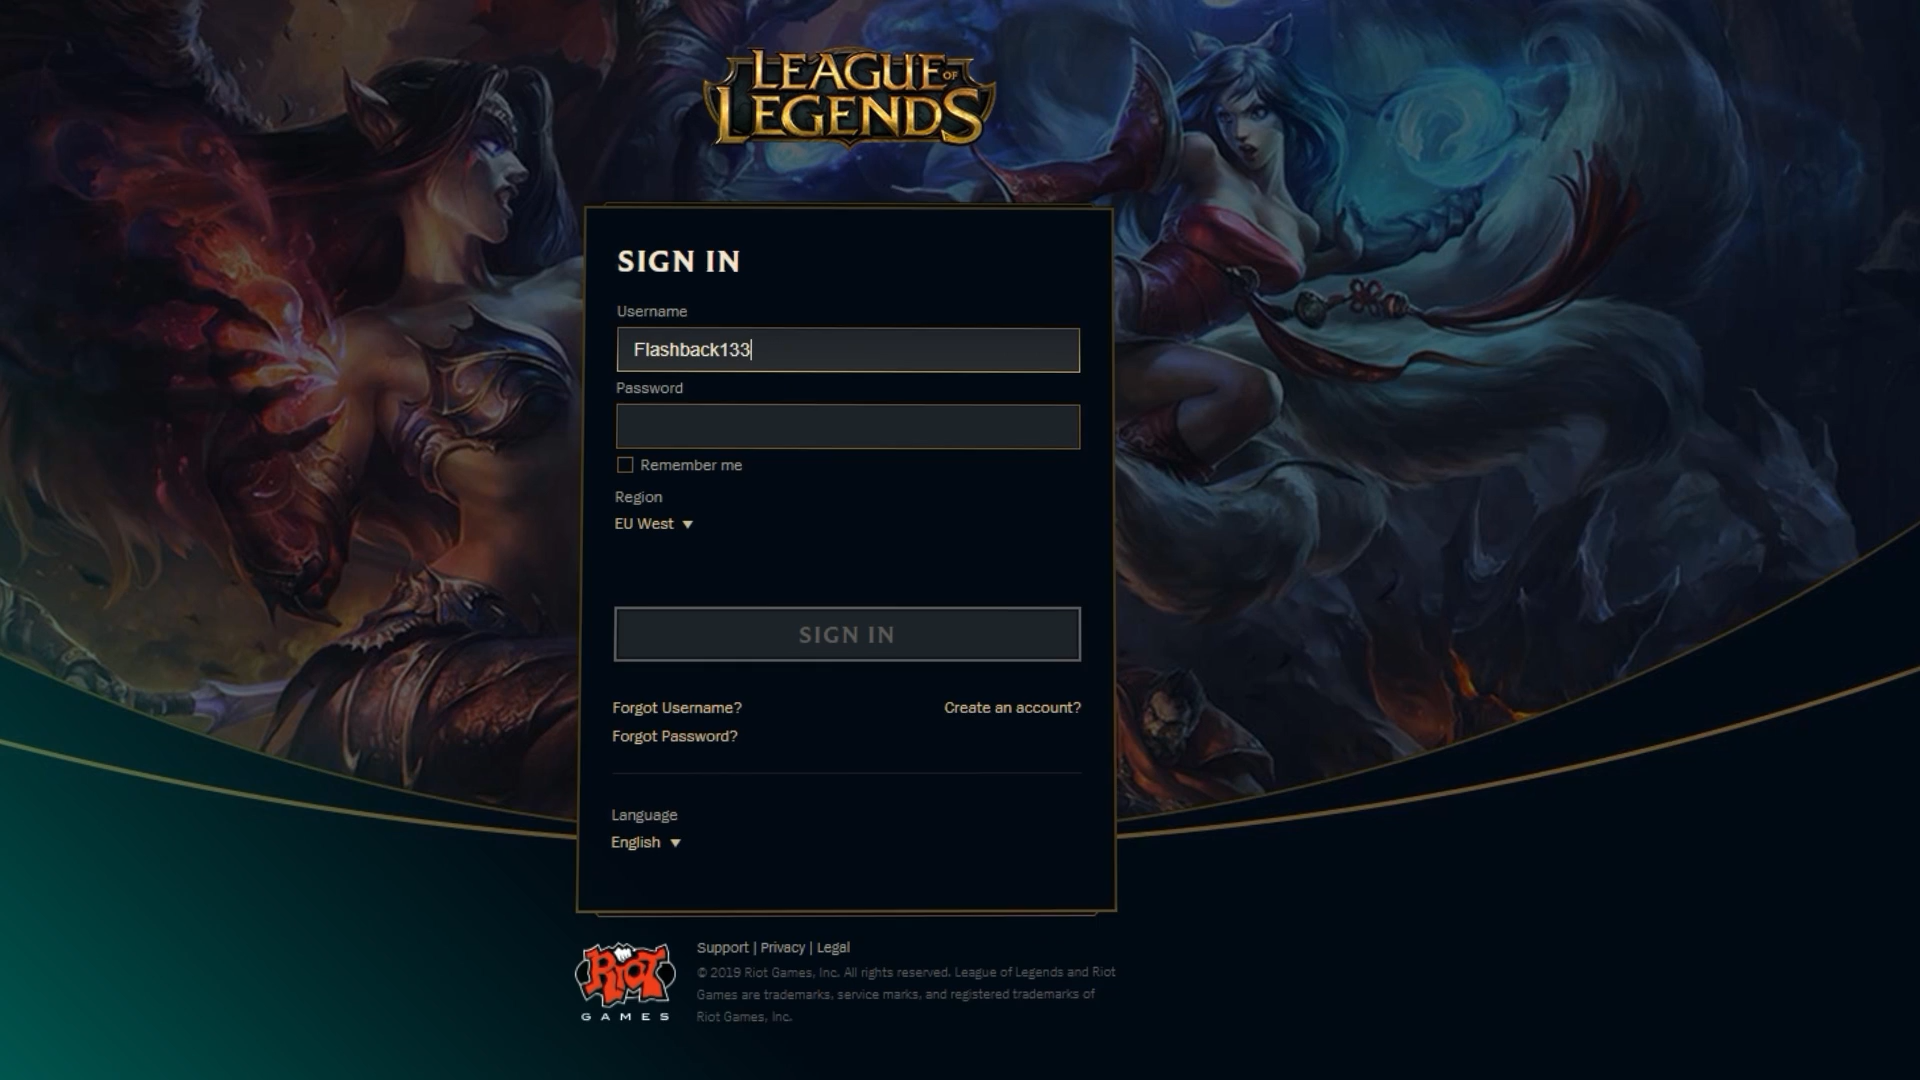 LEAGUE OF
LEGENDS
SIGN IN
Username
Flashback133
Password
Remember me
Region
EU West
SIGN IN
Forgot Username?
Create an account?
Forgot Password?
Language
English
RIOT
GAMES
Support | Privacy | Legal
© 2019 Riot Games, Inc. All rights reserved. League of Legends and Riot
Games are trademarks, service marks, and registered trademarks of
Riot Games, Inc.